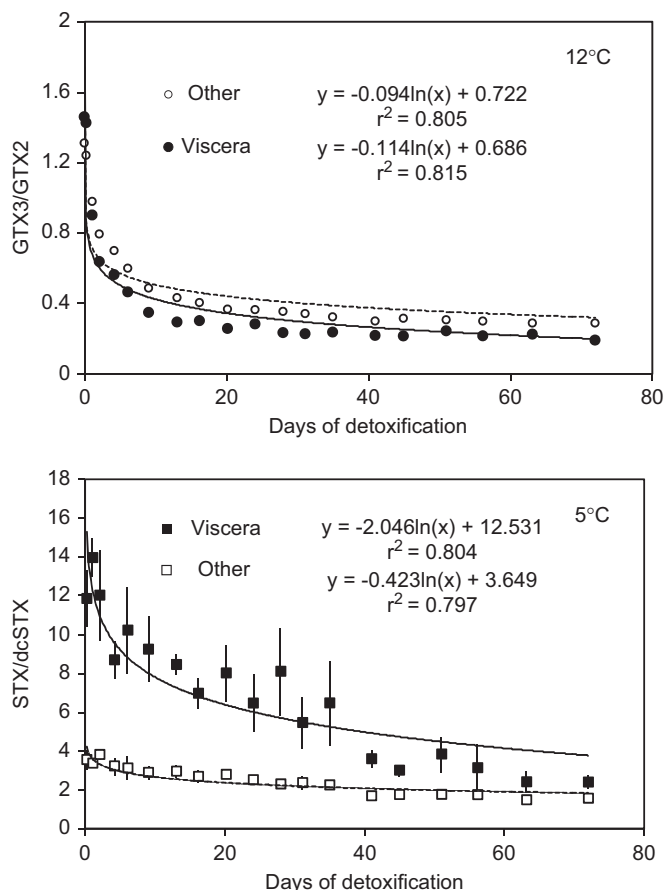 2
1.6
1.2
0.8
0.4
0
GTX3/GTX2
12°C
Other y = -0.094ln(x) + 0.722
r² = 0.805
Viscera y = -0.114ln(x) + 0.686
r² = 0.815
0 20 40 60 80
Days of detoxification
18
16
14
12
10
8
6
4
2
0
STX/dcSTX
5°C
Viscera y = -2.046ln(x) + 12.531
r² = 0.804
Other y = -0.423ln(x) + 3.649
r² = 0.797
0 20 40 60 80
Days of detoxification